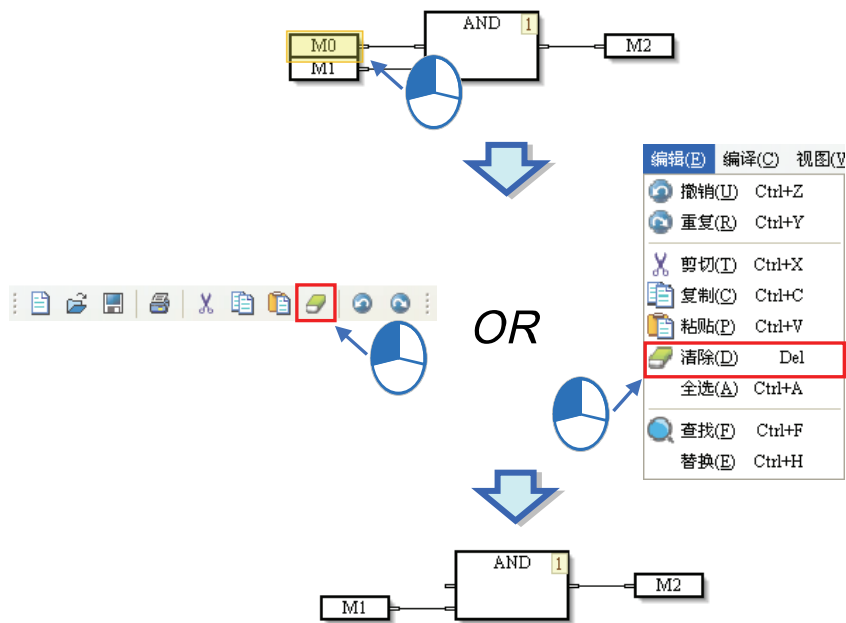 AND 1
M0
M2
M1
编辑(E) 编译(C) 视图(V
撤销(U) Ctrl+Z
重复(R) Ctrl+Y
剪切(T) Ctrl+X
复制(C) Ctrl+C
粘贴(P) Ctrl+V
清除(D) Del
全选(A) Ctrl+A
查找(F) Ctrl+F
替换(E) Ctrl+H
OR
AND 1
M2
M1